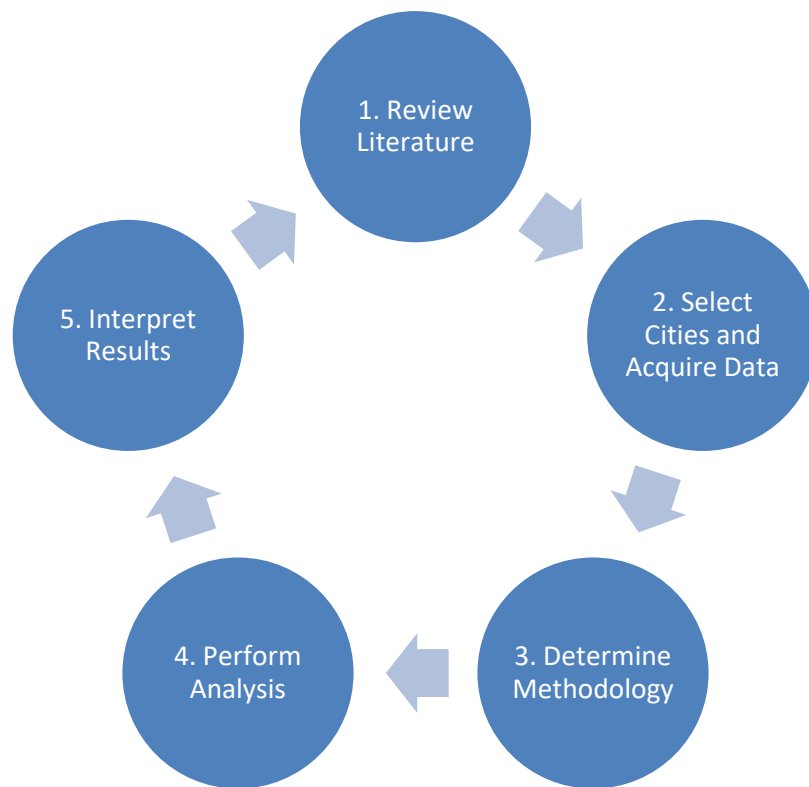 1. Review
Literature
2. Select
Cities and
Acquire Data
3. Determine
Methodology
4. Perform
Analysis
5. Interpret
Results